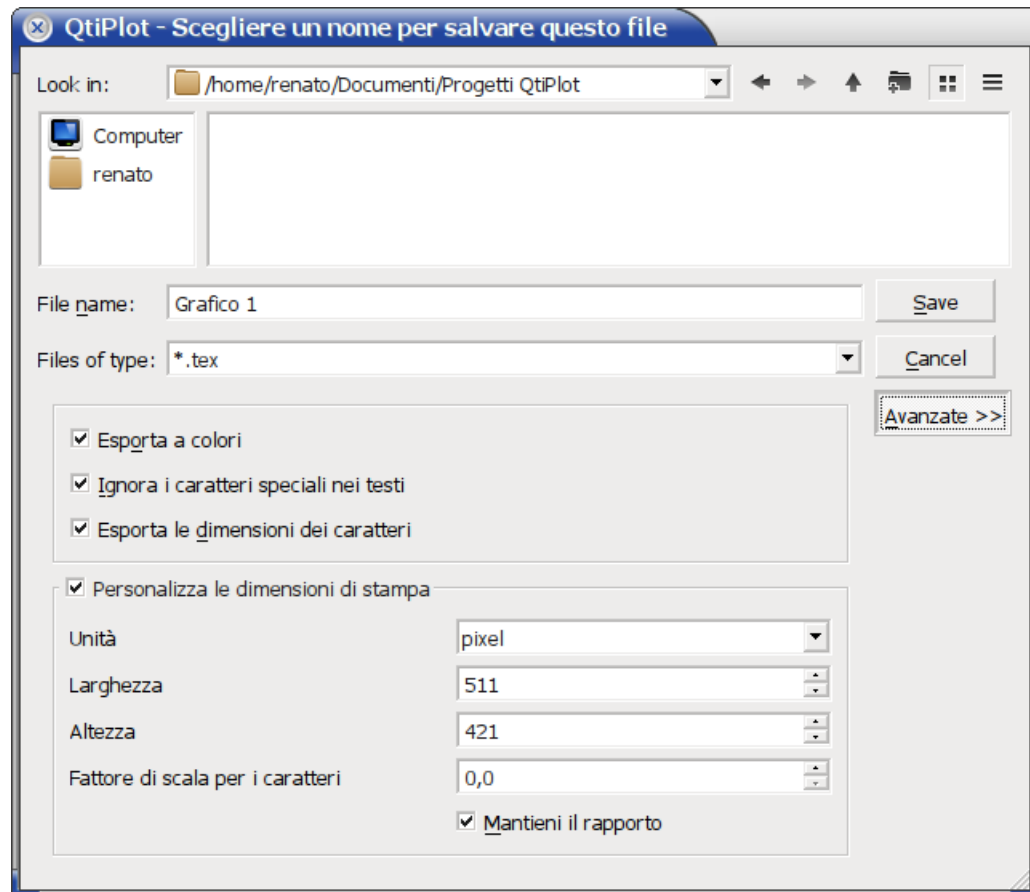 QtiPlot - Scegliere un nome per salvare questo file
Look in: /home/renato/Documenti/Progetti QtiPlot
Computer
renato
File name: Grafico 1 Save
Files of type: *.tex Cancel
Avanzate >>
Esporta a colori
Ignora i caratteri speciali nei testi
Esporta le dimensioni dei caratteri
Personalizza le dimensioni di stampa
Unità pixel
Larghezza 511
Altezza 421
Fattore di scala per i caratteri 0,0
Mantieni il rapporto